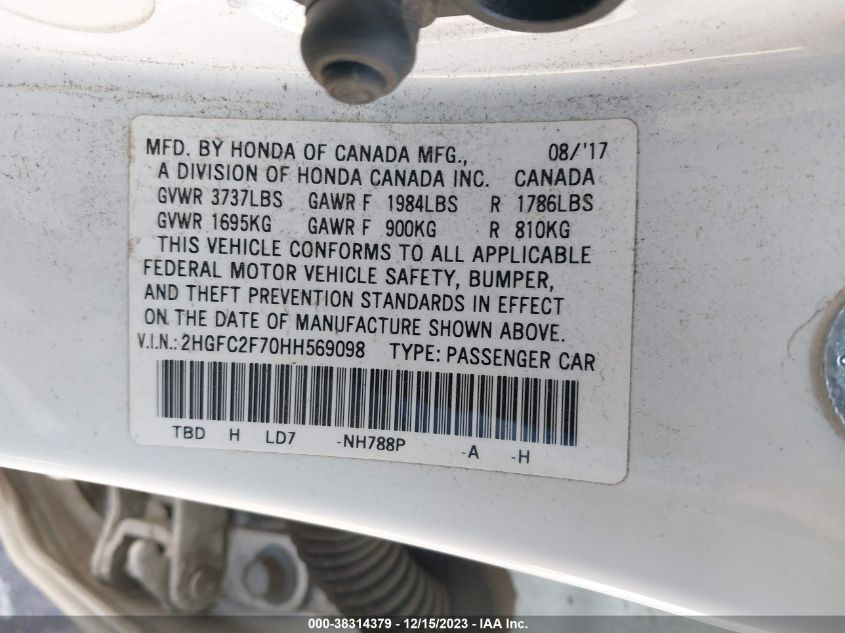 MFD. BY HONDA OF CANADA MFG., 08/'17
A DIVISION OF HONDA CANADA INC. CANADA
GVWR 3737LBS GAWR F 1984LBS R 1786LBS
GVWR 1695KG GAWR F 900KG R 810KG
THIS VEHICLE CONFORMS TO ALL APPLICABLE
FEDERAL MOTOR VEHICLE SAFETY, BUMPER,
AND THEFT PREVENTION STANDARDS IN EFFECT
ON THE DATE OF MANUFACTURE SHOWN ABOVE.
V.I.N.: 2HGFC2F70HH569098 TYPE: PASSENGER CAR
TBD H LD7 -NH788P -A -H
000-38314379 - 12/15/2023 - IAAI Inc.